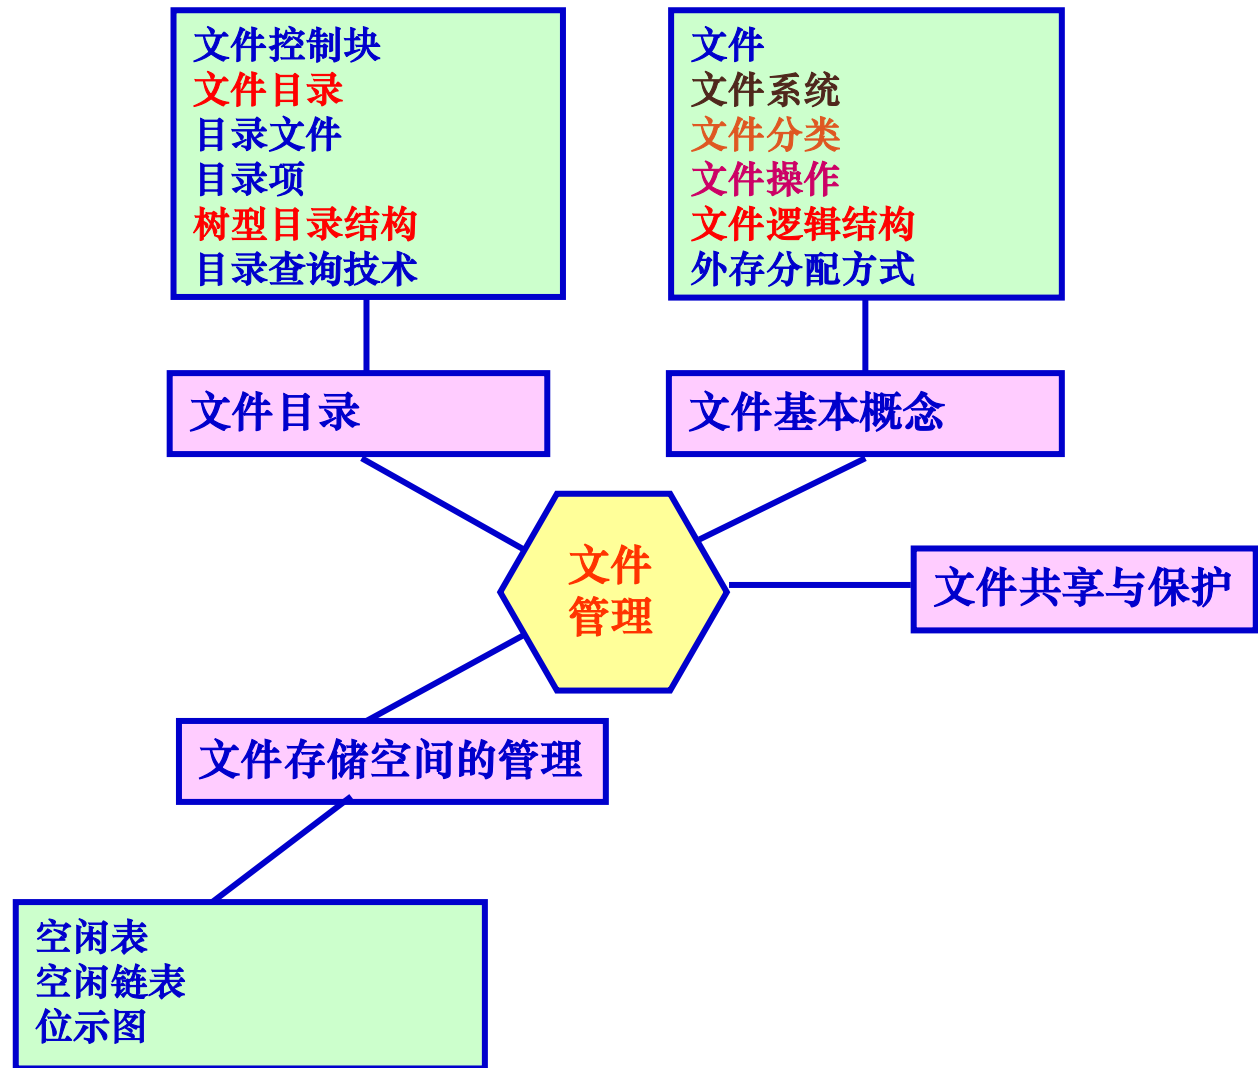 文件控制块
文件目录
目录文件
目录项
树型目录结构
目录查询技术
文件
文件系统
文件分类
文件操作
文件逻辑结构
外存分配方式
文件目录
文件基本概念
文件
管理
文件共享与保护
文件存储空间的管理
空闲表
空闲链表
位示图